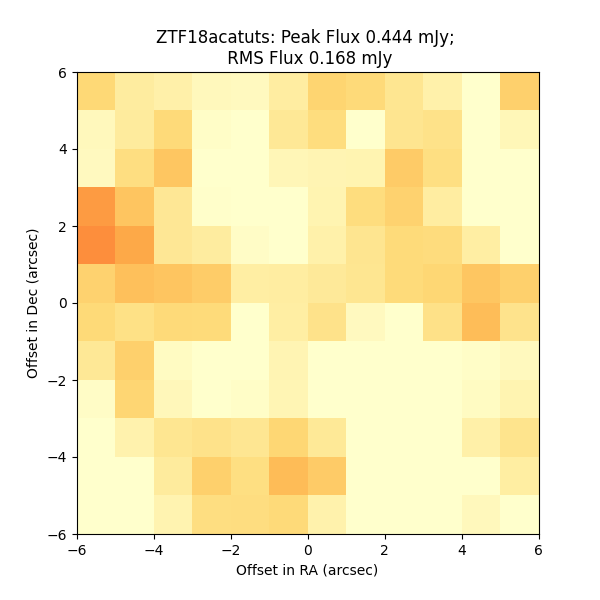 ZTF18acatuts: Peak Flux 0.444 mJy;
RMS Flux 0.168 mJy
6
4
2
0
−2
−4
−6
Offset in Dec (arcsec)
−6 −4 −2 0 2 4 6
Offset in RA (arcsec)